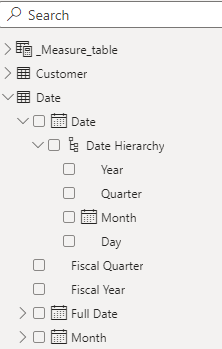 Search
_Measure_table
Customer
Date
Date
Date Hierarchy
Year
Quarter
Month
Day
Fiscal Quarter
Fiscal Year
Full Date
Month